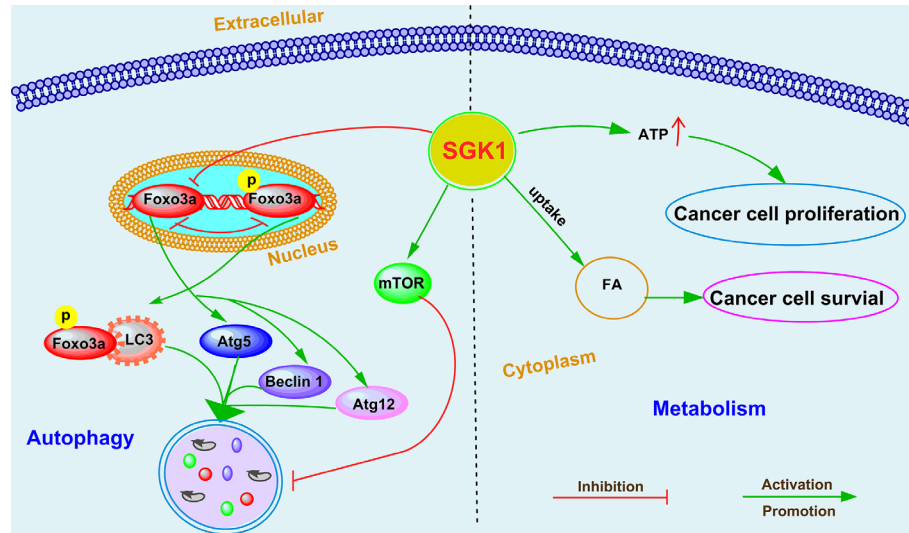 Extracellular
SGK1
ATP
Cancer cell proliferation
P
P
Foxo3a
Foxo3a
Nucleus
uptake
mTOR
FA
Cancer cell survial
P
Foxo3a
LC3
Atg5
Beclin 1
Atg12
Cytoplasm
Autophagy
Metabolism
Inhibition
Activation
Promotion